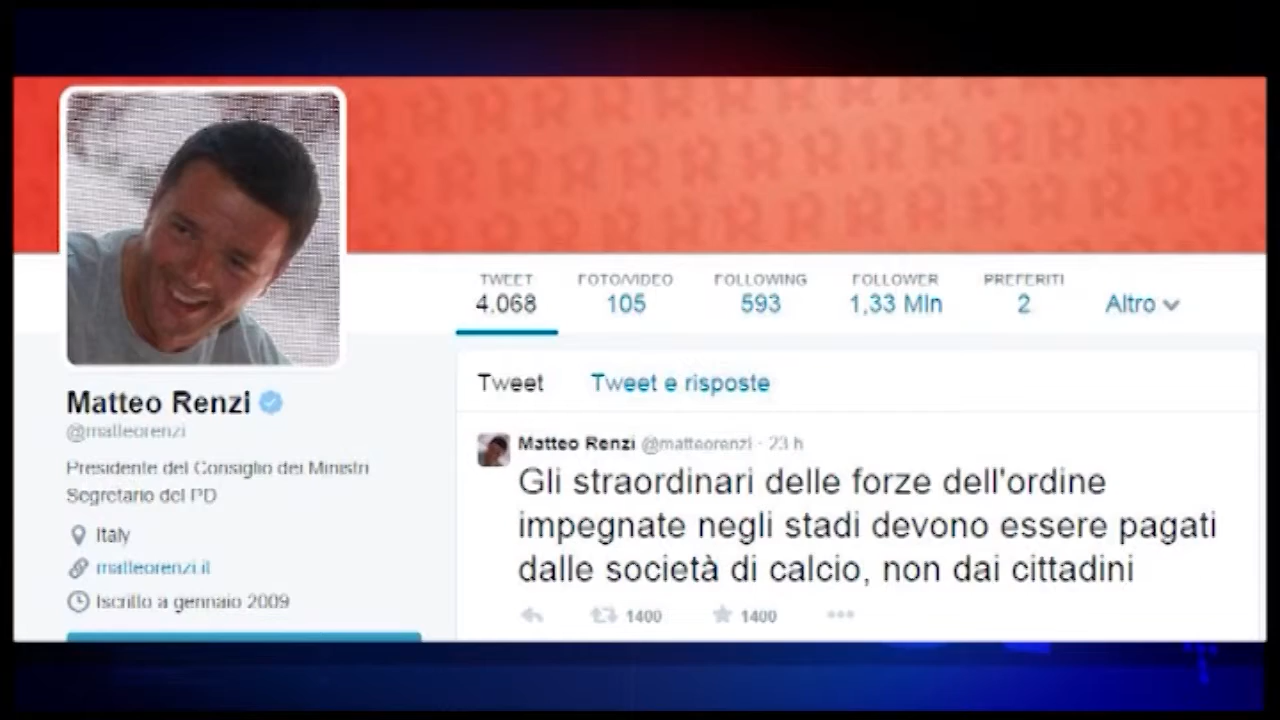 TWEET
4.068
FOTO/VIDEO
105
FOLLOWING
593
FOLLOWER
1,33 Mln
PREFERITI
2
Altro
Matteo Renzi
@matteorenzi
Presidente del Consiglio dei Ministri
Segretario del PD
Italy
matteorenzi.it
Iscritto a gennaio 2009
Tweet
Tweet e risposte
Matteo Renzi @matteorenzi · 23 h
Gli straordinari delle forze dell'ordine
impegnate negli stadi devono essere pagati
dalle società di calcio, non dai cittadini
1400
1400